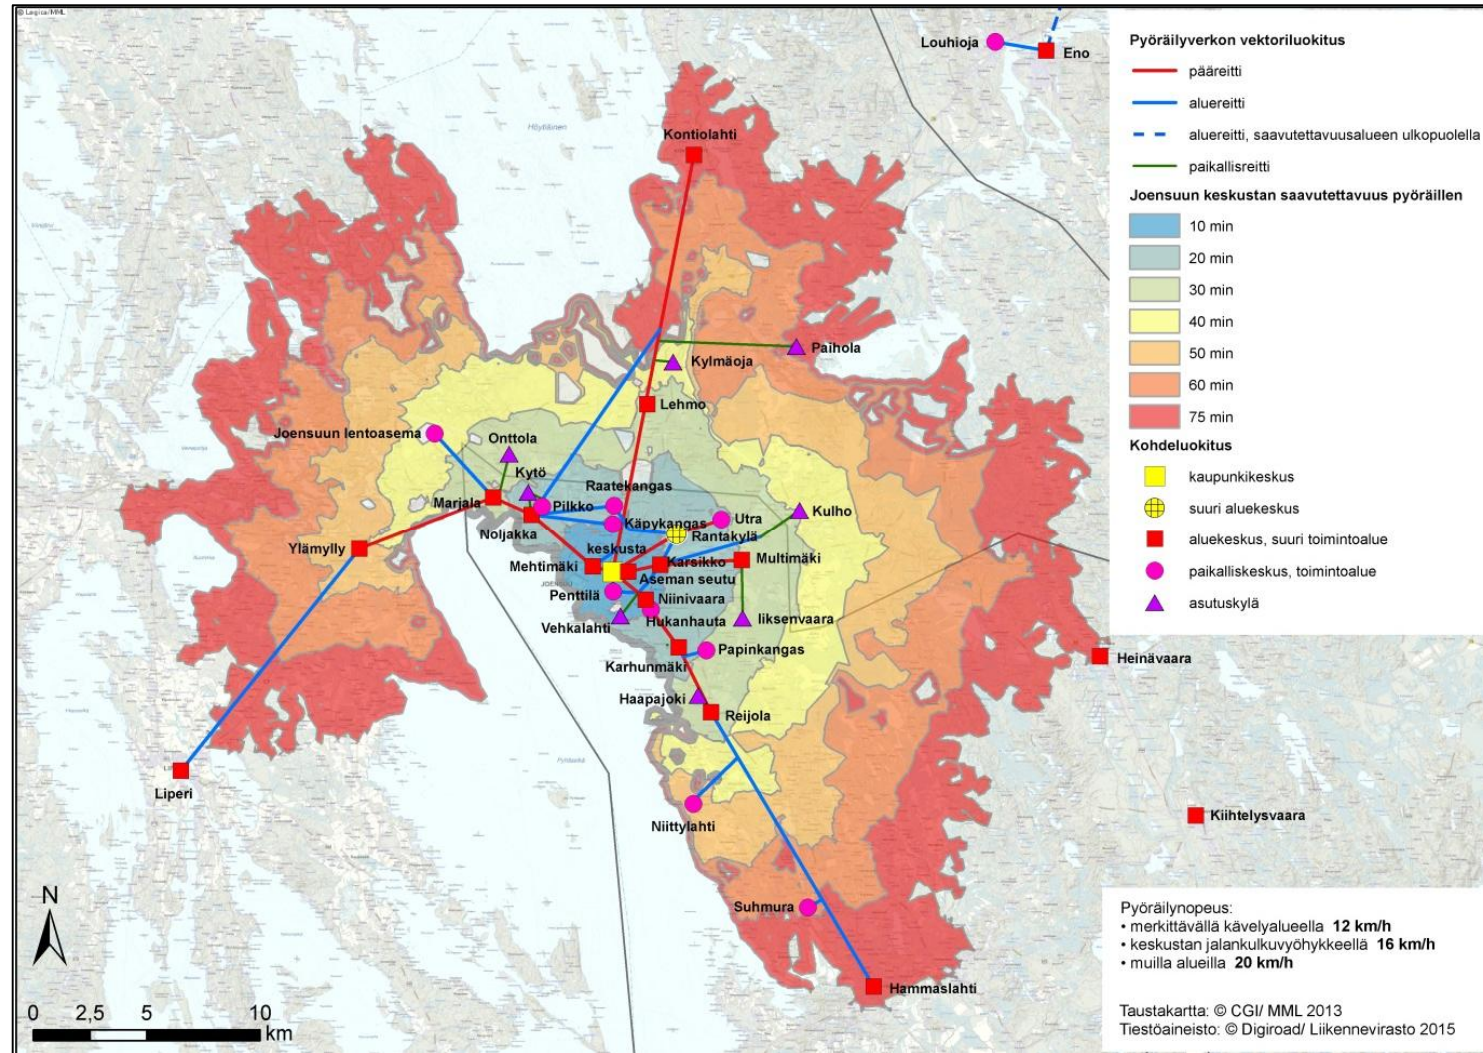 © Logica/MML
Louhioja
Eno
Höytiäinen
Kontiolahti
Paihola
Kylmäoja
Lehmo
Joensuun lentoasema
Onttola
Kytö
Raatekangas
Marjala
Pilkko
Käpykangas
Utra
Kulho
Noljakka
Rantakylä
Ylämylly
keskusta
Mehtimäki
Karsikko
Multimäki
JOENSUU
Aseman seutu
Penttilä
Niinivaara
Vehkalahti
Hukanhauta
Iiksenvaara
Karhunmäki
Papinkangas
Heinävaara
Haapajoki
Reijola
Liperi
Niittylahti
Kiihtelysvaara
Suhmura
Hammaslahti
N
0 2,5 5 10
km
Pyöräilyverkon vektoriluokitus
pääreitti
aluereitti
aluereitti, saavutettavuusalueen ulkopuolella
paikallisreitti
Joensuun keskustan saavutettavuus pyöräillen
10 min
20 min
30 min
40 min
50 min
60 min
75 min
Kohdeluokitus
kaupunkikeskus
suuri aluekeskus
aluekeskus, suuri toimintoalue
paikalliskeskus, toimintoalue
asutuskylä
Pyöräilynopeus:
• merkittävällä kävelyalueella 12 km/h
• keskustan jalankulkuvyöhykkeellä 16 km/h
• muilla alueilla 20 km/h
Taustakartta: © CGI/ MML 2013
Tiestöaineisto: © Digiroad/ Liikennevirasto 2015